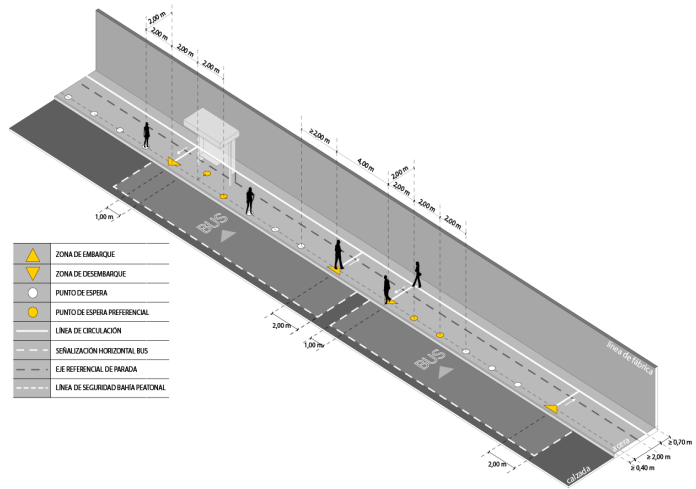 2,00 m
2,00 m
2,00 m
2,00 m
≥ 2,00 m
4,00 m
2,00 m
2,00 m
2,00 m
2,00 m
1,00 m
BUS
2,00 m
1,00 m
BUS
2,00 m
línea de fábrica
acera
calzada
≥ 0,70 m
≥ 2,00 m
≥ 0,40 m
ZONA DE EMBARQUE
ZONA DE DESEMBARQUE
PUNTO DE ESPERA
PUNTO DE ESPERA PREFERENCIAL
LÍNEA DE CIRCULACIÓN
SEÑALIZACIÓN HORIZONTAL BUS
EJE REFERENCIAL DE PARADA
LÍNEA DE SEGURIDAD BAHÍA PEATONAL